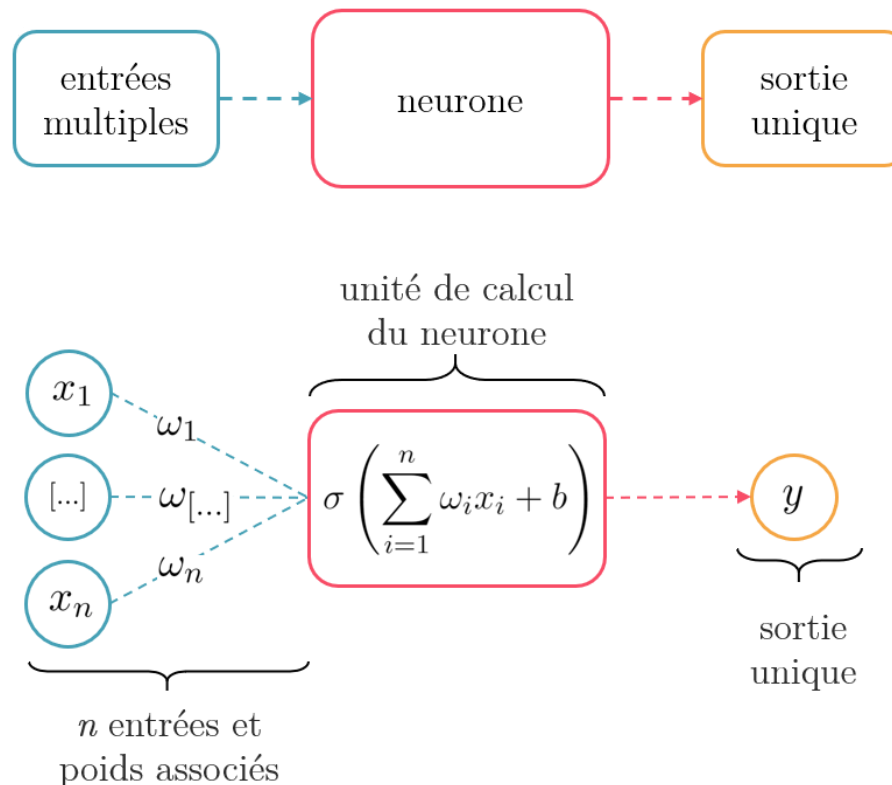 entrées
multiples
neurone
sortie
unique
unité de calcul
du neurone
x₁
ω₁
[...]
ω[...]
xₙ
ωₙ
σ(∑ⁿᵢ₌₁ ωᵢxᵢ + b)
y
n entrées et
poids associés
sortie
unique